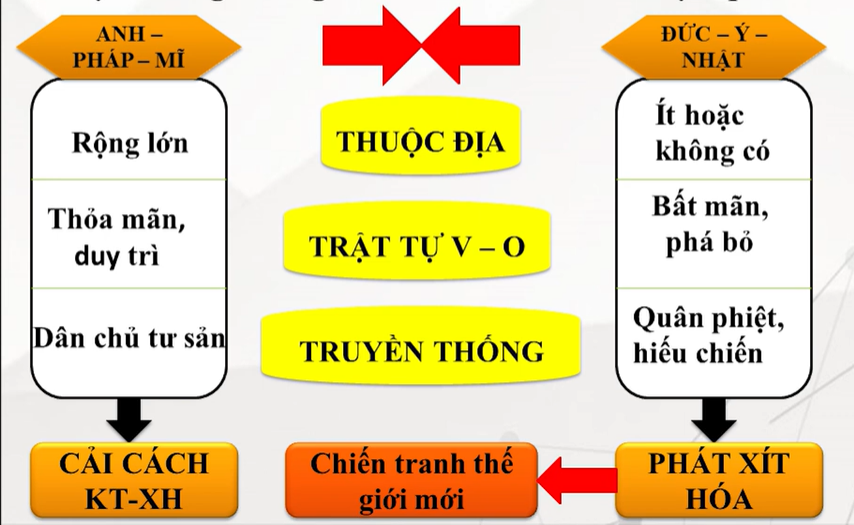 ANH –
PHÁP – MĨ
ĐỨC – Ý –
NHẬT
Rộng lớn
THUỘC ĐỊA
Ít hoặc
không có
Thỏa mãn,
duy trì
TRẬT TỰ V – O
Bất mãn,
phá bỏ
Dân chủ tư sản
TRUYỀN THỐNG
Quân phiệt,
hiếu chiến
CẢI CÁCH
KT-XH
Chiến tranh thế
giới mới
PHÁT XÍT
HÓA